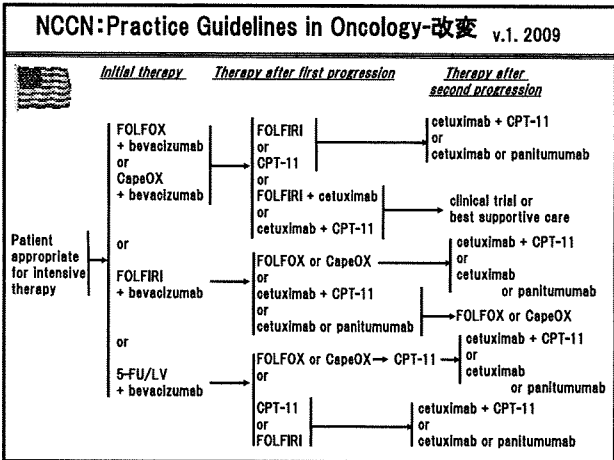 NCCN:Practice Guidelines in Oncology-改変 v.1. 2009
Initial therapy
Therapy after first progression
Therapy after
second progression
Patient
appropriate
for intensive
therapy
FOLFOX
+ bevacizumab
or
CapeOX
+ bevacizumab
or
FOLFIRI
+ bevacizumab
or
5-FU/LV
+ bevacizumab
FOLFIRI
or
CPT-11
or
FOLFIRI + cetuximab
or
cetuximab + CPT-11
cetuximab + CPT-11
or
cetuximab or panitumumab
clinical trial or
best supportive care
FOLFOX or CapeOX
or
cetuximab + CPT-11
or
cetuximab or panitumumab
cetuximab + CPT-11
or
cetuximab
or panitumumab
FOLFOX or CapeOX
FOLFOX or CapeOX → CPT-11
or
CPT-11
or
FOLFIRI
cetuximab + CPT-11
or
cetuximab
or panitumumab
cetuximab + CPT-11
or
cetuximab or panitumumab